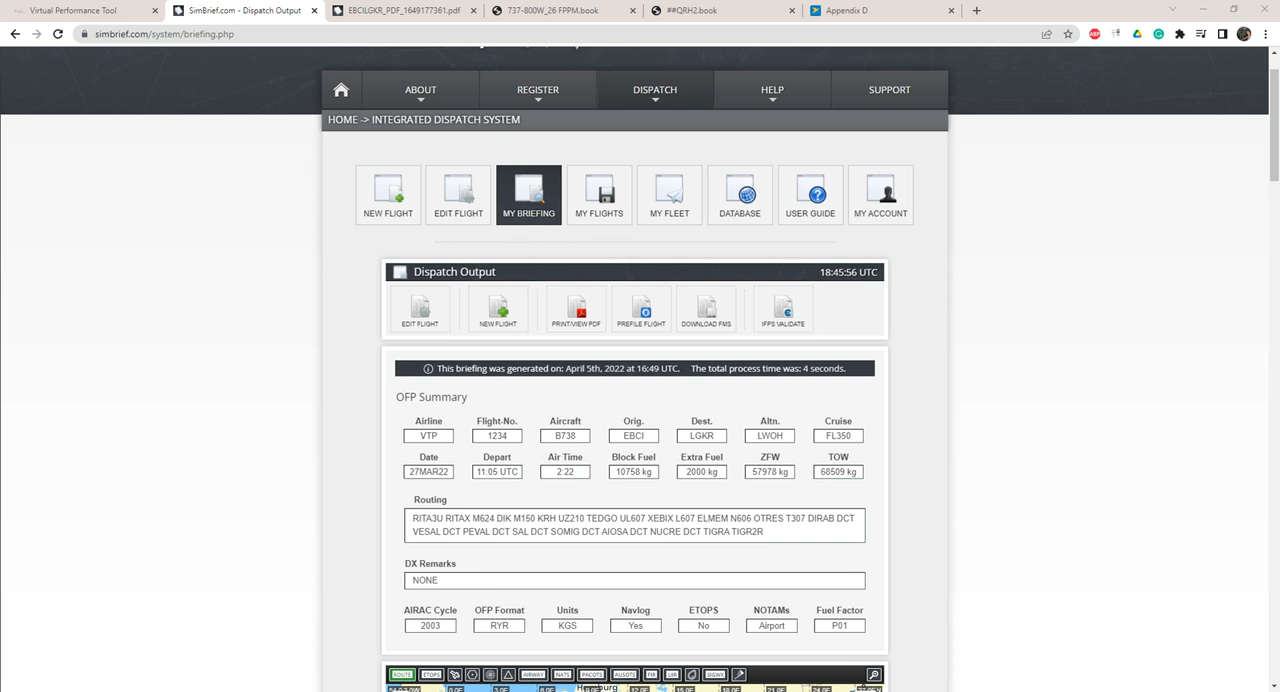 Virtual Performance Tool
SimBrief.com - Dispatch Output
EBCILGKR_PDF_1649177361.pdf
737-800W_26 FPPM.book
##QRH2.book
Appendix D
simbrief.com/system/briefing.php
ABOUT
REGISTER
DISPATCH
HELP
SUPPORT
HOME -> INTEGRATED DISPATCH SYSTEM
NEW FLIGHT
EDIT FLIGHT
MY BRIEFING
MY FLIGHTS
MY FLEET
DATABASE
USER GUIDE
MY ACCOUNT
Dispatch Output
18:45:56 UTC
EDIT FLIGHT
NEW FLIGHT
PRINT/VIEW PDF
PREFILE FLIGHT
DOWNLOAD FMS
IFPS VALIDATE
This briefing was generated on: April 5th, 2022 at 16:49 UTC. The total process time was: 4 seconds.
OFP Summary
Airline Flight-No. Aircraft Orig. Dest. Altn. Cruise
VTP 1234 B738 EBCI LGKR LWOH FL350
Date Depart Air Time Block Fuel Extra Fuel ZFW TOW
27MAR22 11:05 UTC 2:22 10758 kg 2000 kg 57978 kg 68509 kg
Routing
RITA3U RITAX M624 DIK M150 KRH UZ210 TEDGO UL607 XEBIX L607 ELMEM N606 OTRES T307 DIRAB DCT
VESAL DCT PEVAL DCT SAL DCT SOMIG DCT AIOSA DCT NUCRE DCT TIGRA TIGR2R
DX Remarks
NONE
AIRAC Cycle OFP Format Units Navlog ETOPS NOTAMs Fuel Factor
2003 RYR KGS Yes No Airport P01
ROUTE ETOPS AIRWAY NATS PACOTS AUSOTS FIR UIR SIGWX